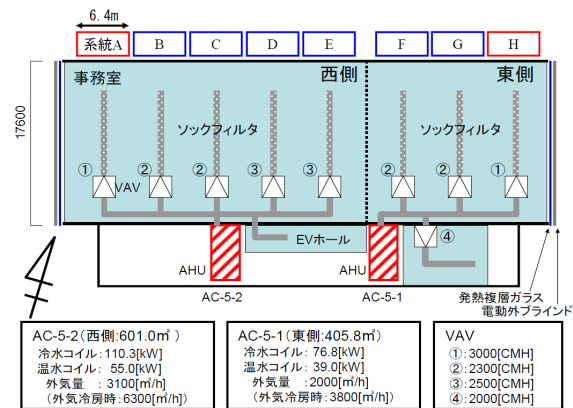 6.4m
系統A B C D E F G H
事務室 西側 東側
17600
ソックフィルタ ソックフィルタ
① ② ② ③ ③ ② ② ①
VAV
④
EVホール
AHU AHU
AC-5-2 AC-5-1
発熱複層ガラス
電動外ブラインド
AC-5-2(西側:601.0㎡)
冷水コイル:110.3[kW]
温水コイル: 55.0[kW]
外気量 : 3100[㎥/h]
(外気冷房時:6300[㎥/h])
AC-5-1(東側:405.8㎡)
冷水コイル:76.8[kW]
温水コイル:39.0[kW]
外気量:2000[㎥/h]
(外気冷房時:3800[㎥/h])
VAV
①:3000[CMH]
②:2300[CMH]
③:2500[CMH]
④:2000[CMH]